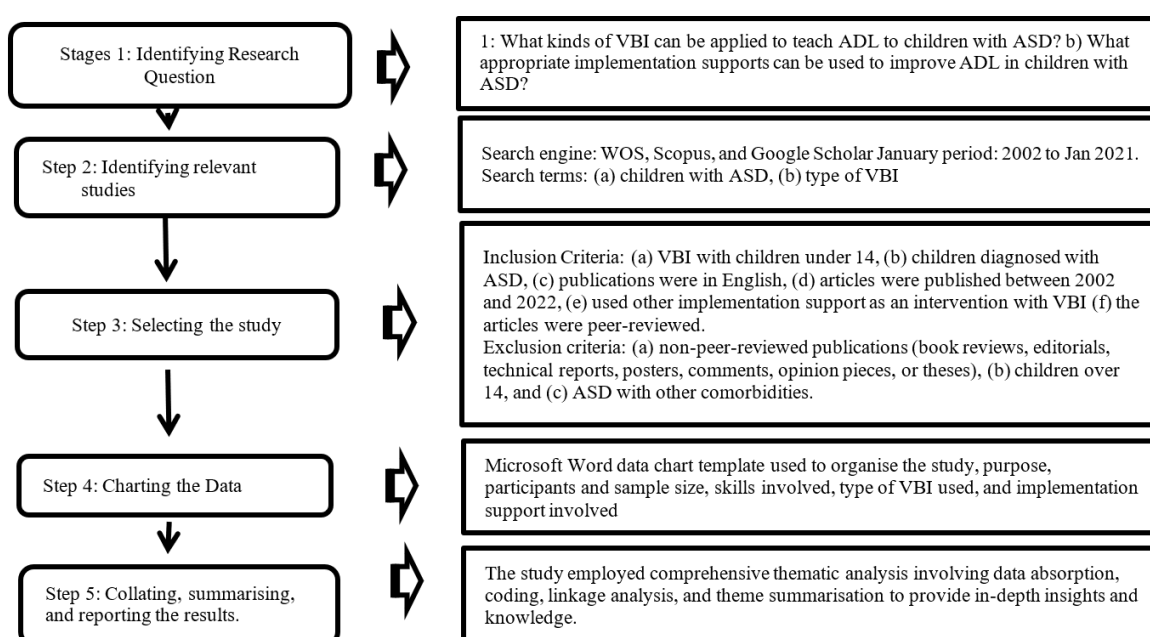 Stages 1: Identifying Research
Question
1: What kinds of VBI can be applied to teach ADL to children with ASD? b) What
appropriate implementation supports can be used to improve ADL in children with
ASD?
Step 2: Identifying relevant
studies
Search engine: WOS, Scopus, and Google Scholar January period: 2002 to Jan 2021.
Search terms: (a) children with ASD, (b) type of VBI
Step 3: Selecting the study
Inclusion Criteria: (a) VBI with children under 14, (b) children diagnosed with
ASD, (c) publications were in English, (d) articles were published between 2002
and 2022, (e) used other implementation support as an intervention with VBI (f) the
articles were peer-reviewed.
Exclusion criteria: (a) non-peer-reviewed publications (book reviews, editorials,
technical reports, posters, comments, opinion pieces, or theses), (b) children over
14, and (c) ASD with other comorbidities.
Step 4: Charting the Data
Microsoft Word data chart template used to organise the study, purpose,
participants and sample size, skills involved, type of VBI used, and implementation
support involved
Step 5: Collating, summarising,
and reporting the results.
The study employed comprehensive thematic analysis involving data absorption,
coding, linkage analysis, and theme summarisation to provide in-depth insights and
knowledge.